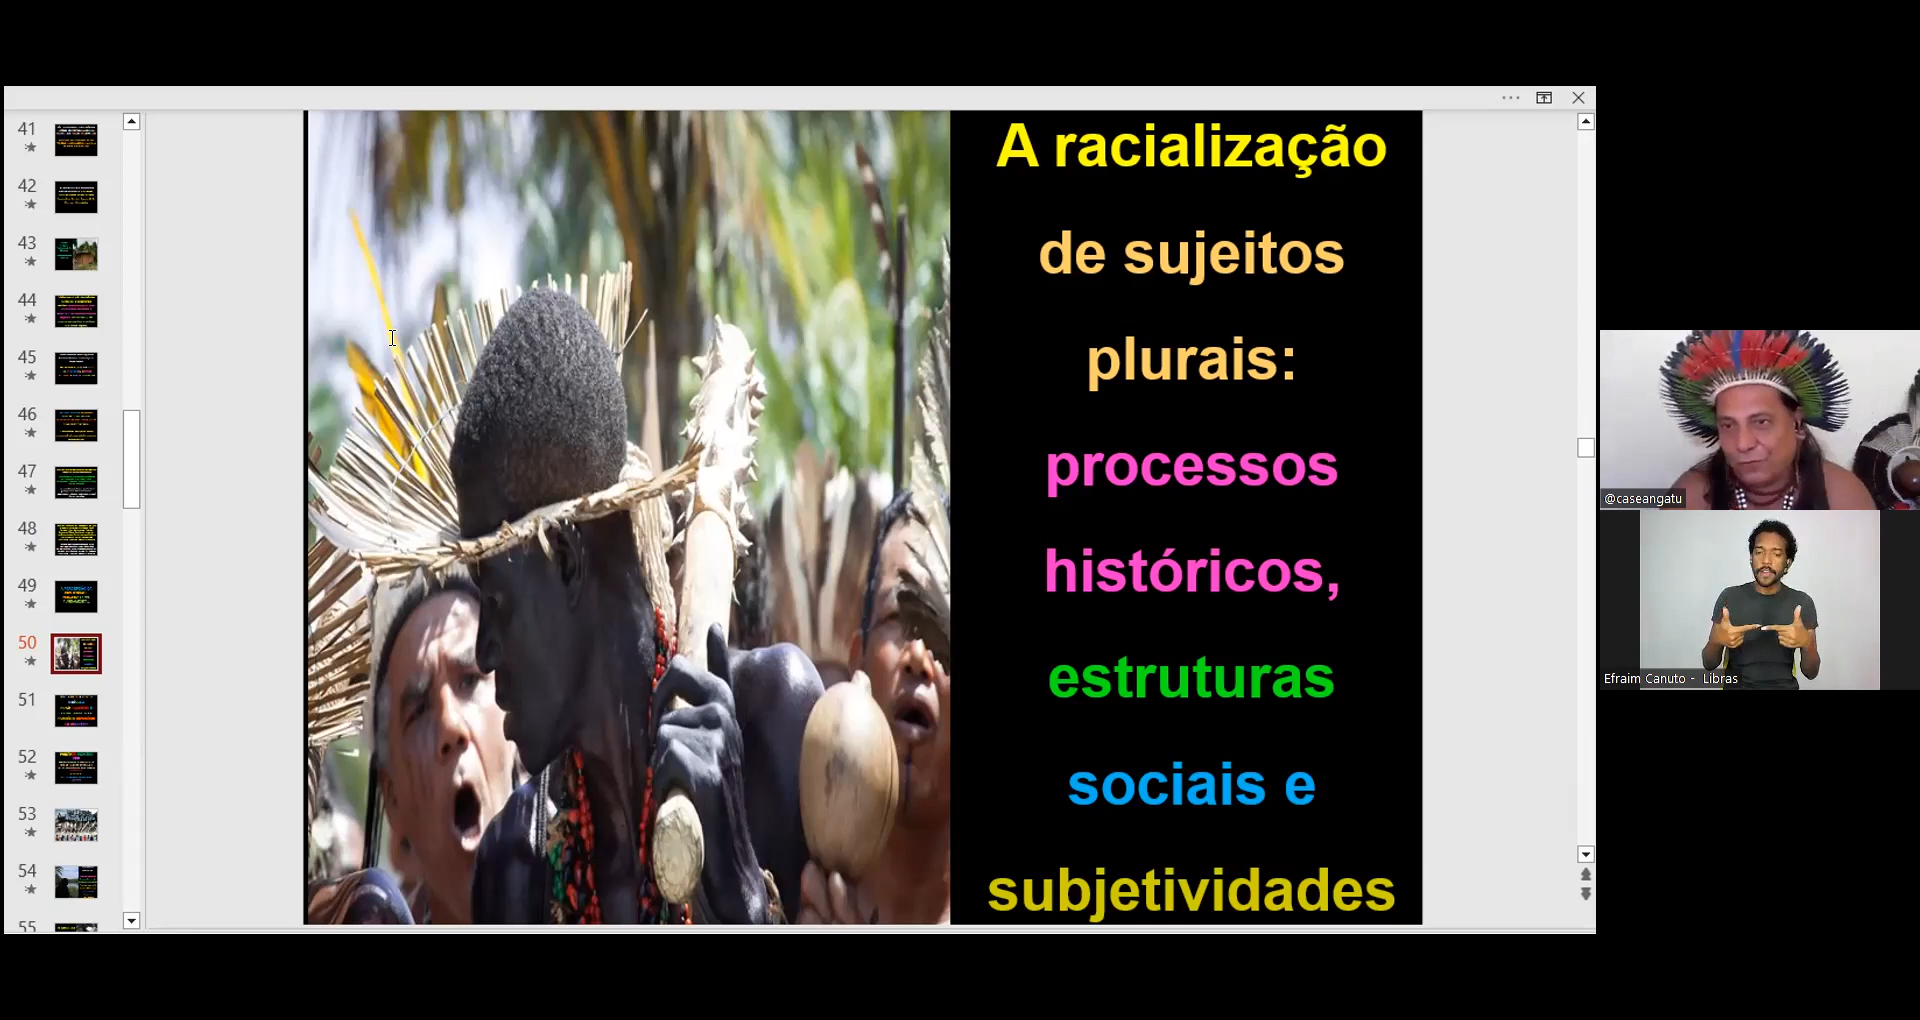 41
42
43
44
45
46
47
48
49
50
51
52
53
54
55
A racialização
de sujeitos
plurais:
processos
históricos,
estruturas
sociais e
subjetividades
@caseangatu
Efraim Canuto - Libras